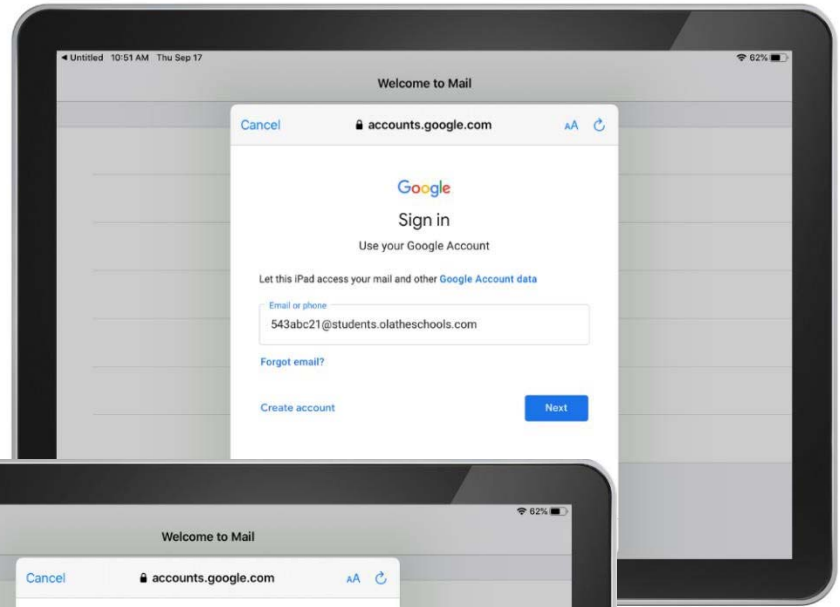 ◀ Untitled 10:51 AM Thu Sep 17 62%
Welcome to Mail
Cancel accounts.google.com AA
Google
Sign in
Use your Google Account
Let this iPad access your mail and other Google Account data
Email or phone
543abc21@students.olatheschools.com
Forgot email?
Create account Next
62%
Welcome to Mail
Cancel accounts.google.com AA